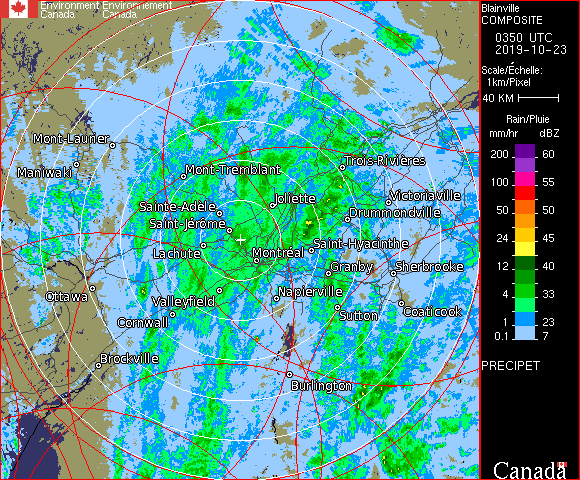 Environment Environnement
Canada Canada
Blainville
COMPOSITE
0350 UTC
2019-10-23
Scale/Échelle:
1km/Pixel
40 KM
Rain/Pluie
mm/hr dBZ
200 60
100 55
50 50
24 45
12 40
4 33
1 23
0.1 7
PRECIPET
Canada
Mont-Laurier
Maniwaki
Mont-Tremblant
Trois-Rivières
Joliette
Victoriaville
Sainte-Adele
Drummondville
Saint-Jérôme
Saint-Hyacinthe
Lachute
Montréal
Granby
Sherbrooke
Ottawa
Valleyfield
Napierville
Cornwall
Sutton
Coaticook
Brockville
Burlington